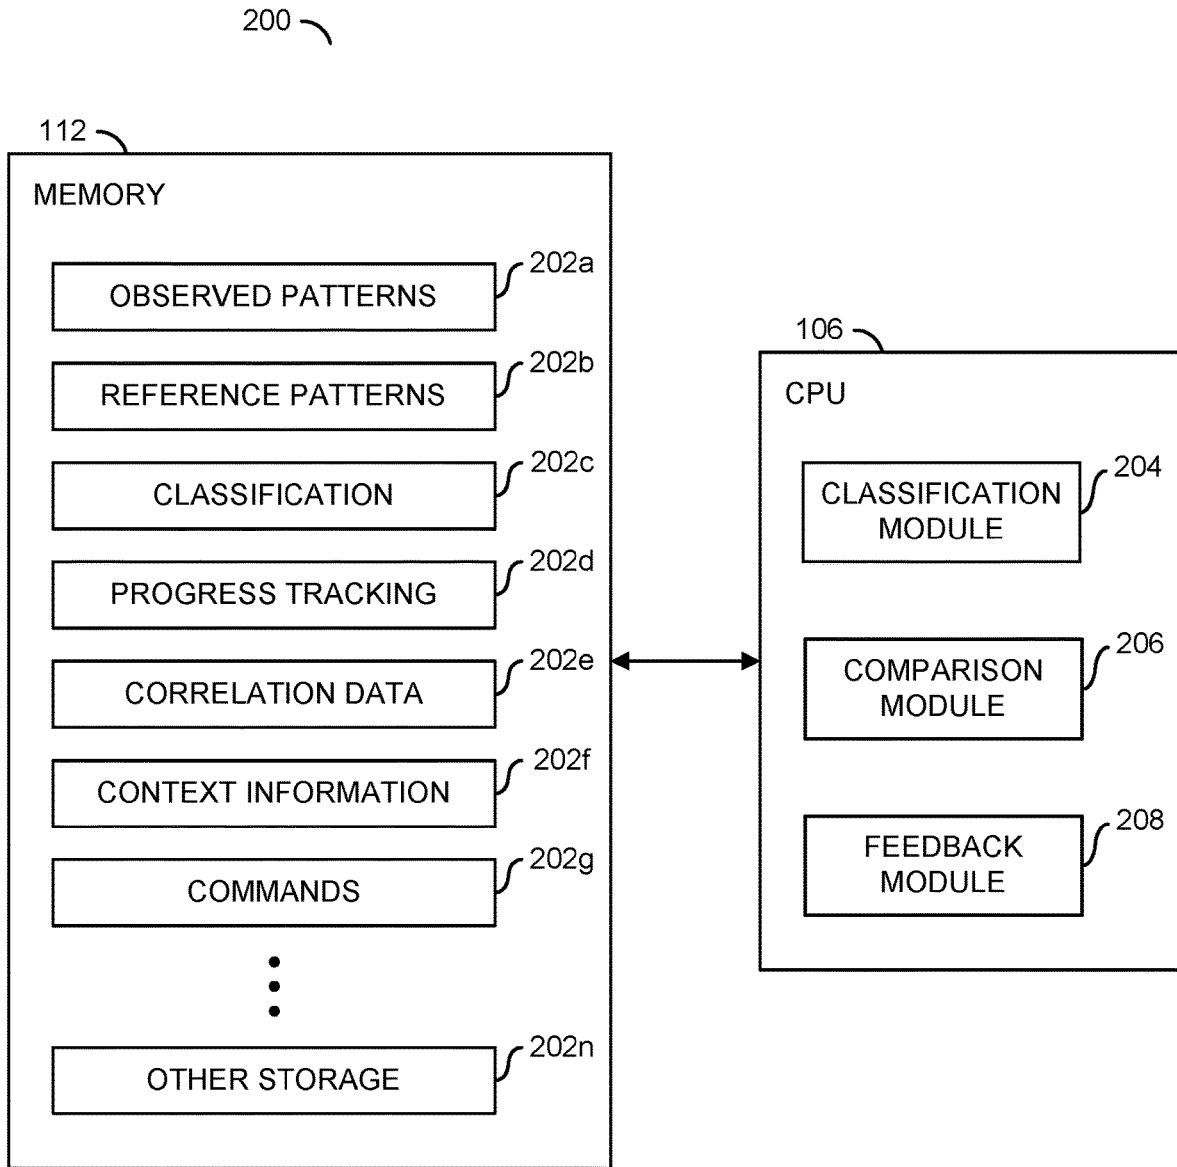 200
112
MEMORY
OBSERVED PATTERNS
202a
REFERENCE PATTERNS
202b
CLASSIFICATION
202c
PROGRESS TRACKING
202d
CORRELATION DATA
202e
CONTEXT INFORMATION
202f
COMMANDS
202g
OTHER STORAGE
202n
106
CPU
CLASSIFICATION
MODULE
204
COMPARISON
MODULE
206
FEEDBACK
MODULE
208